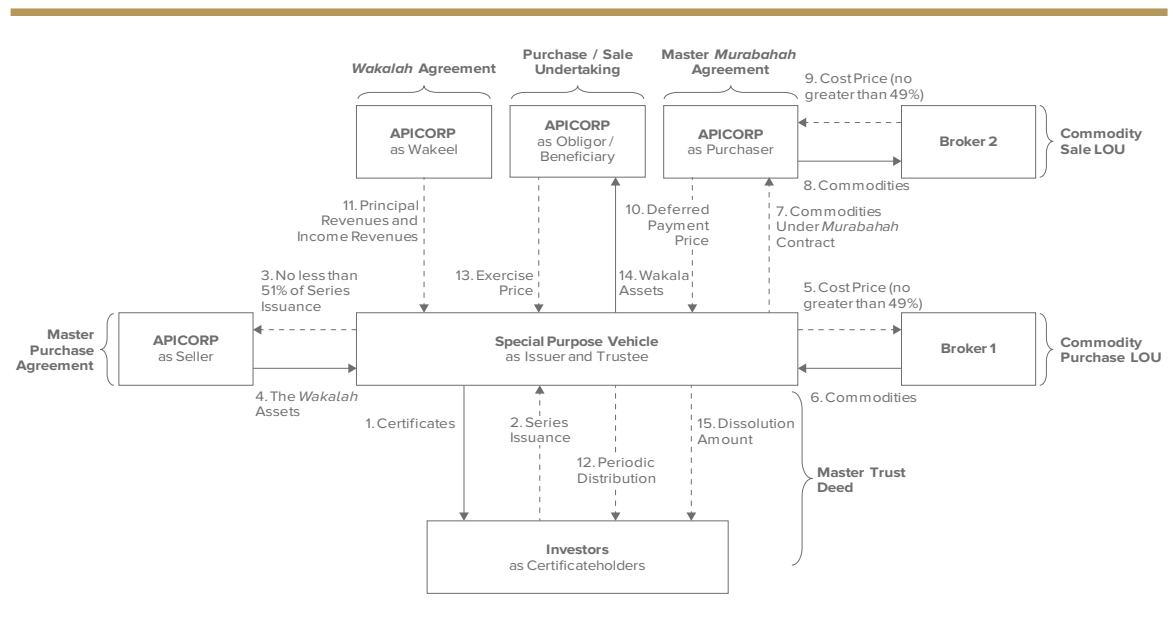 Wakalah Agreement
Purchase / Sale
Undertaking
Master Murabahah
Agreement
9. Cost Price (no
greater than 49%)
APICORP
as Wakeel
APICORP
as Obligor /
Beneficiary
APICORP
as Purchaser
Broker 2
Commodity
Sale LOU
8. Commodities
11. Principal
Revenues and
Income Revenues
10. Deferred
Payment
Price
7. Commodities
Under Murabahah
Contract
3. No less than
51% of Series
Issuance
13. Exercise
Price
14. Wakala
Assets
5. Cost Price (no
greater than 49%)
Master
Purchase
Agreement
APICORP
as Seller
Special Purpose Vehicle
as Issuer and Trustee
Broker 1
Commodity
Purchase LOU
4. The Wakalah
Assets
6. Commodities
1. Certificates
2. Series
Issuance
15. Dissolution
Amount
12. Periodic
Distribution
Master Trust
Deed
Investors
as Certificateholders